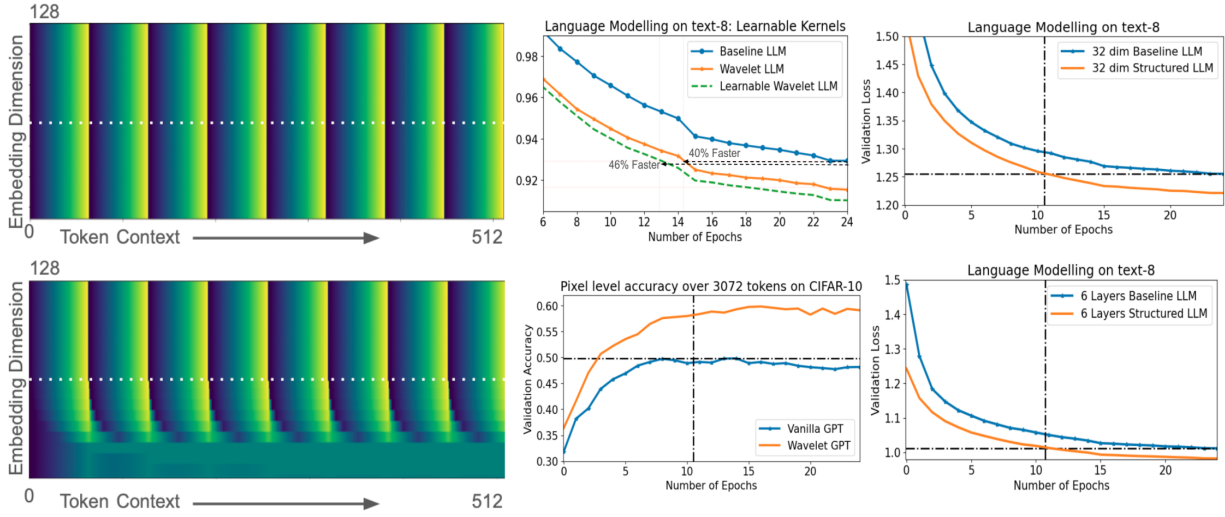 128
Embedding Dimension
0
Token Context
512
128
Embedding Dimension
0
Token Context
512
Language Modelling on text-8: Learnable Kernels
0.98
0.96
0.94
0.92
Baseline LLM
Wavelet LLM
Learnable Wavelet LLM
40% Faster
46% Faster
6 8 10 12 14 16 18 20 22 24
Number of Epochs
Language Modelling on text-8
Validation Loss
1.50
1.45
1.40
1.35
1.30
1.25
1.20
32 dim Baseline LLM
32 dim Structured LLM
0 5 10 15 20
Number of Epochs
Pixel level accuracy over 3072 tokens on CIFAR-10
Validation Accuracy
0.60
0.55
0.50
0.45
0.40
0.35
0.30
Vanilla GPT
Wavelet GPT
0 5 10 15 20
Number of Epochs
Language Modelling on text-8
Validation Loss
1.5
1.4
1.3
1.2
1.1
1.0
6 Layers Baseline LLM
6 Layers Structured LLM
0 5 10 15 20
Number of Epochs